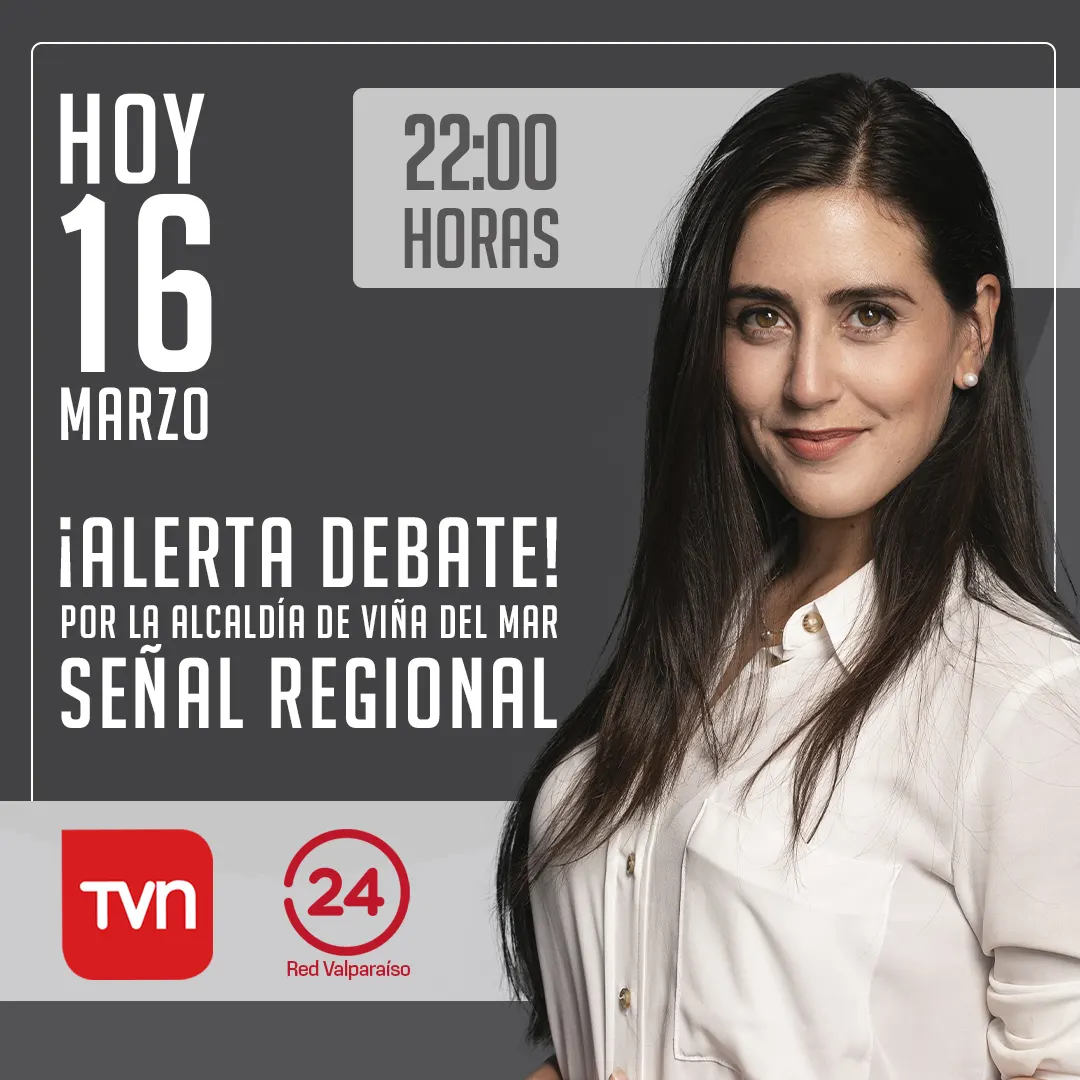 HOY
16
MARZO
22:00
HORAS
¡ALERTA DEBATE!
POR LA ALCALDÍA DE VIÑA DEL MAR
SEÑAL REGIONAL
TVN
24
Red Valparaíso